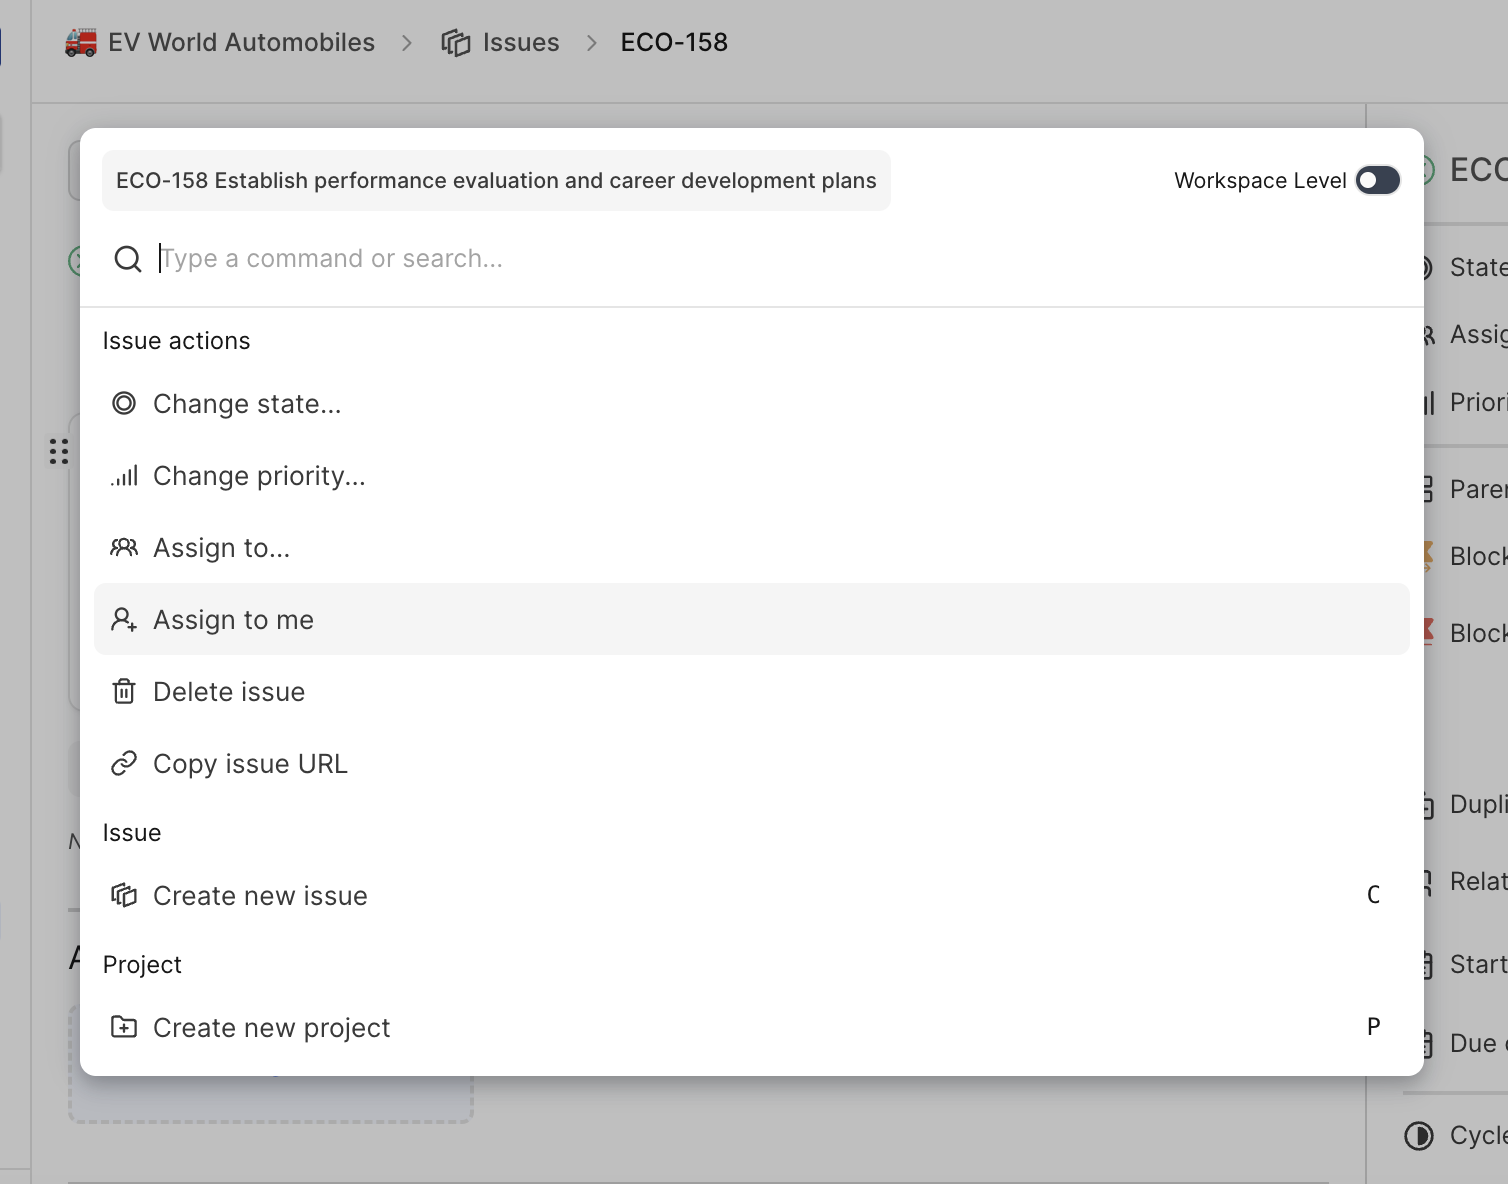 EV World Automobiles > Issues > ECO-158
ECO-158 Establish performance evaluation and career development plans
Workspace Level
Type a command or search...
Issue actions
Change state...
Change priority...
Assign to...
Assign to me
Delete issue
Copy issue URL
Issue
Create new issue C
Project
Create new project P
ECO
State
Assig
Priori
Paren
Block
Block
Dupli
Relat
Start
Due
Cycle